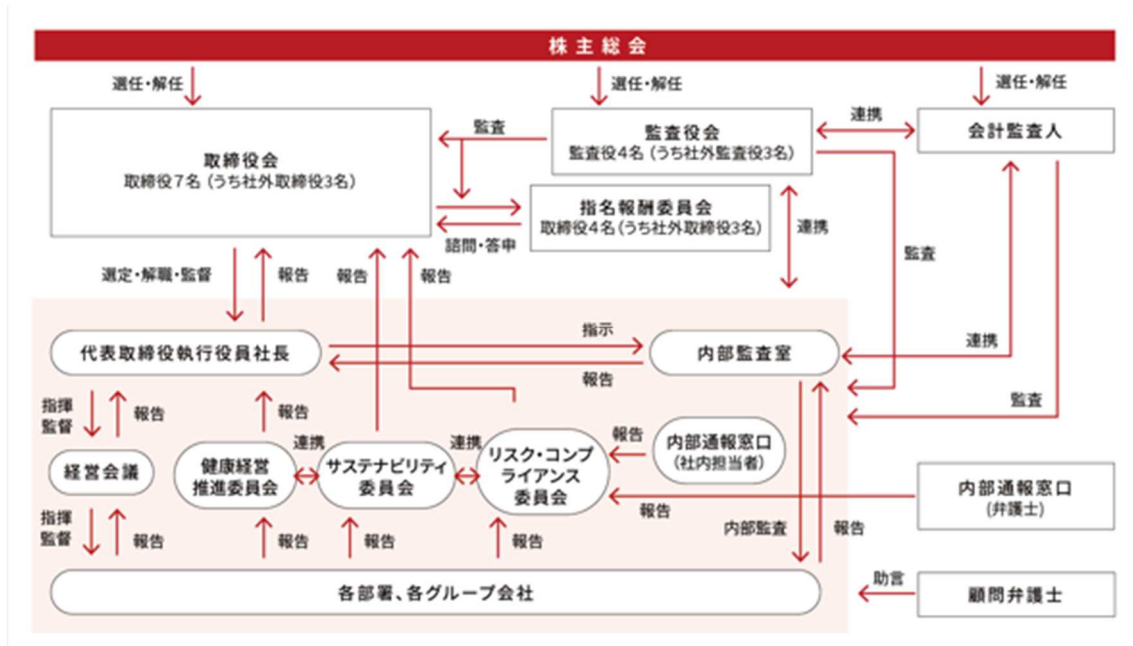 株主総会
選任・解任
選任・解任
選任・解任
取締役会
取締役7名（うち社外取締役3名）
監査
監査役会
監査役4名（うち社外監査役3名）
連携
会計監査人
指名報酬委員会
取締役4名（うち社外取締役3名）
諮問・答申
連携
監査
選定・解職・監督
報告
報告
報告
代表取締役執行役員社長
指示
報告
内部監査室
連携
監査
指揮
監督
報告
報告
経営会議
健康経営
推進委員会
連携
サステナビリティ
委員会
連携
リスク・コンプ
ライアンス
委員会
報告
内部通報窓口
（社内担当者）
報告
内部通報窓口
(弁護士)
指揮
監督
報告
報告
報告
報告
内部監査
報告
各部署、各グループ会社
助言
顧問弁護士